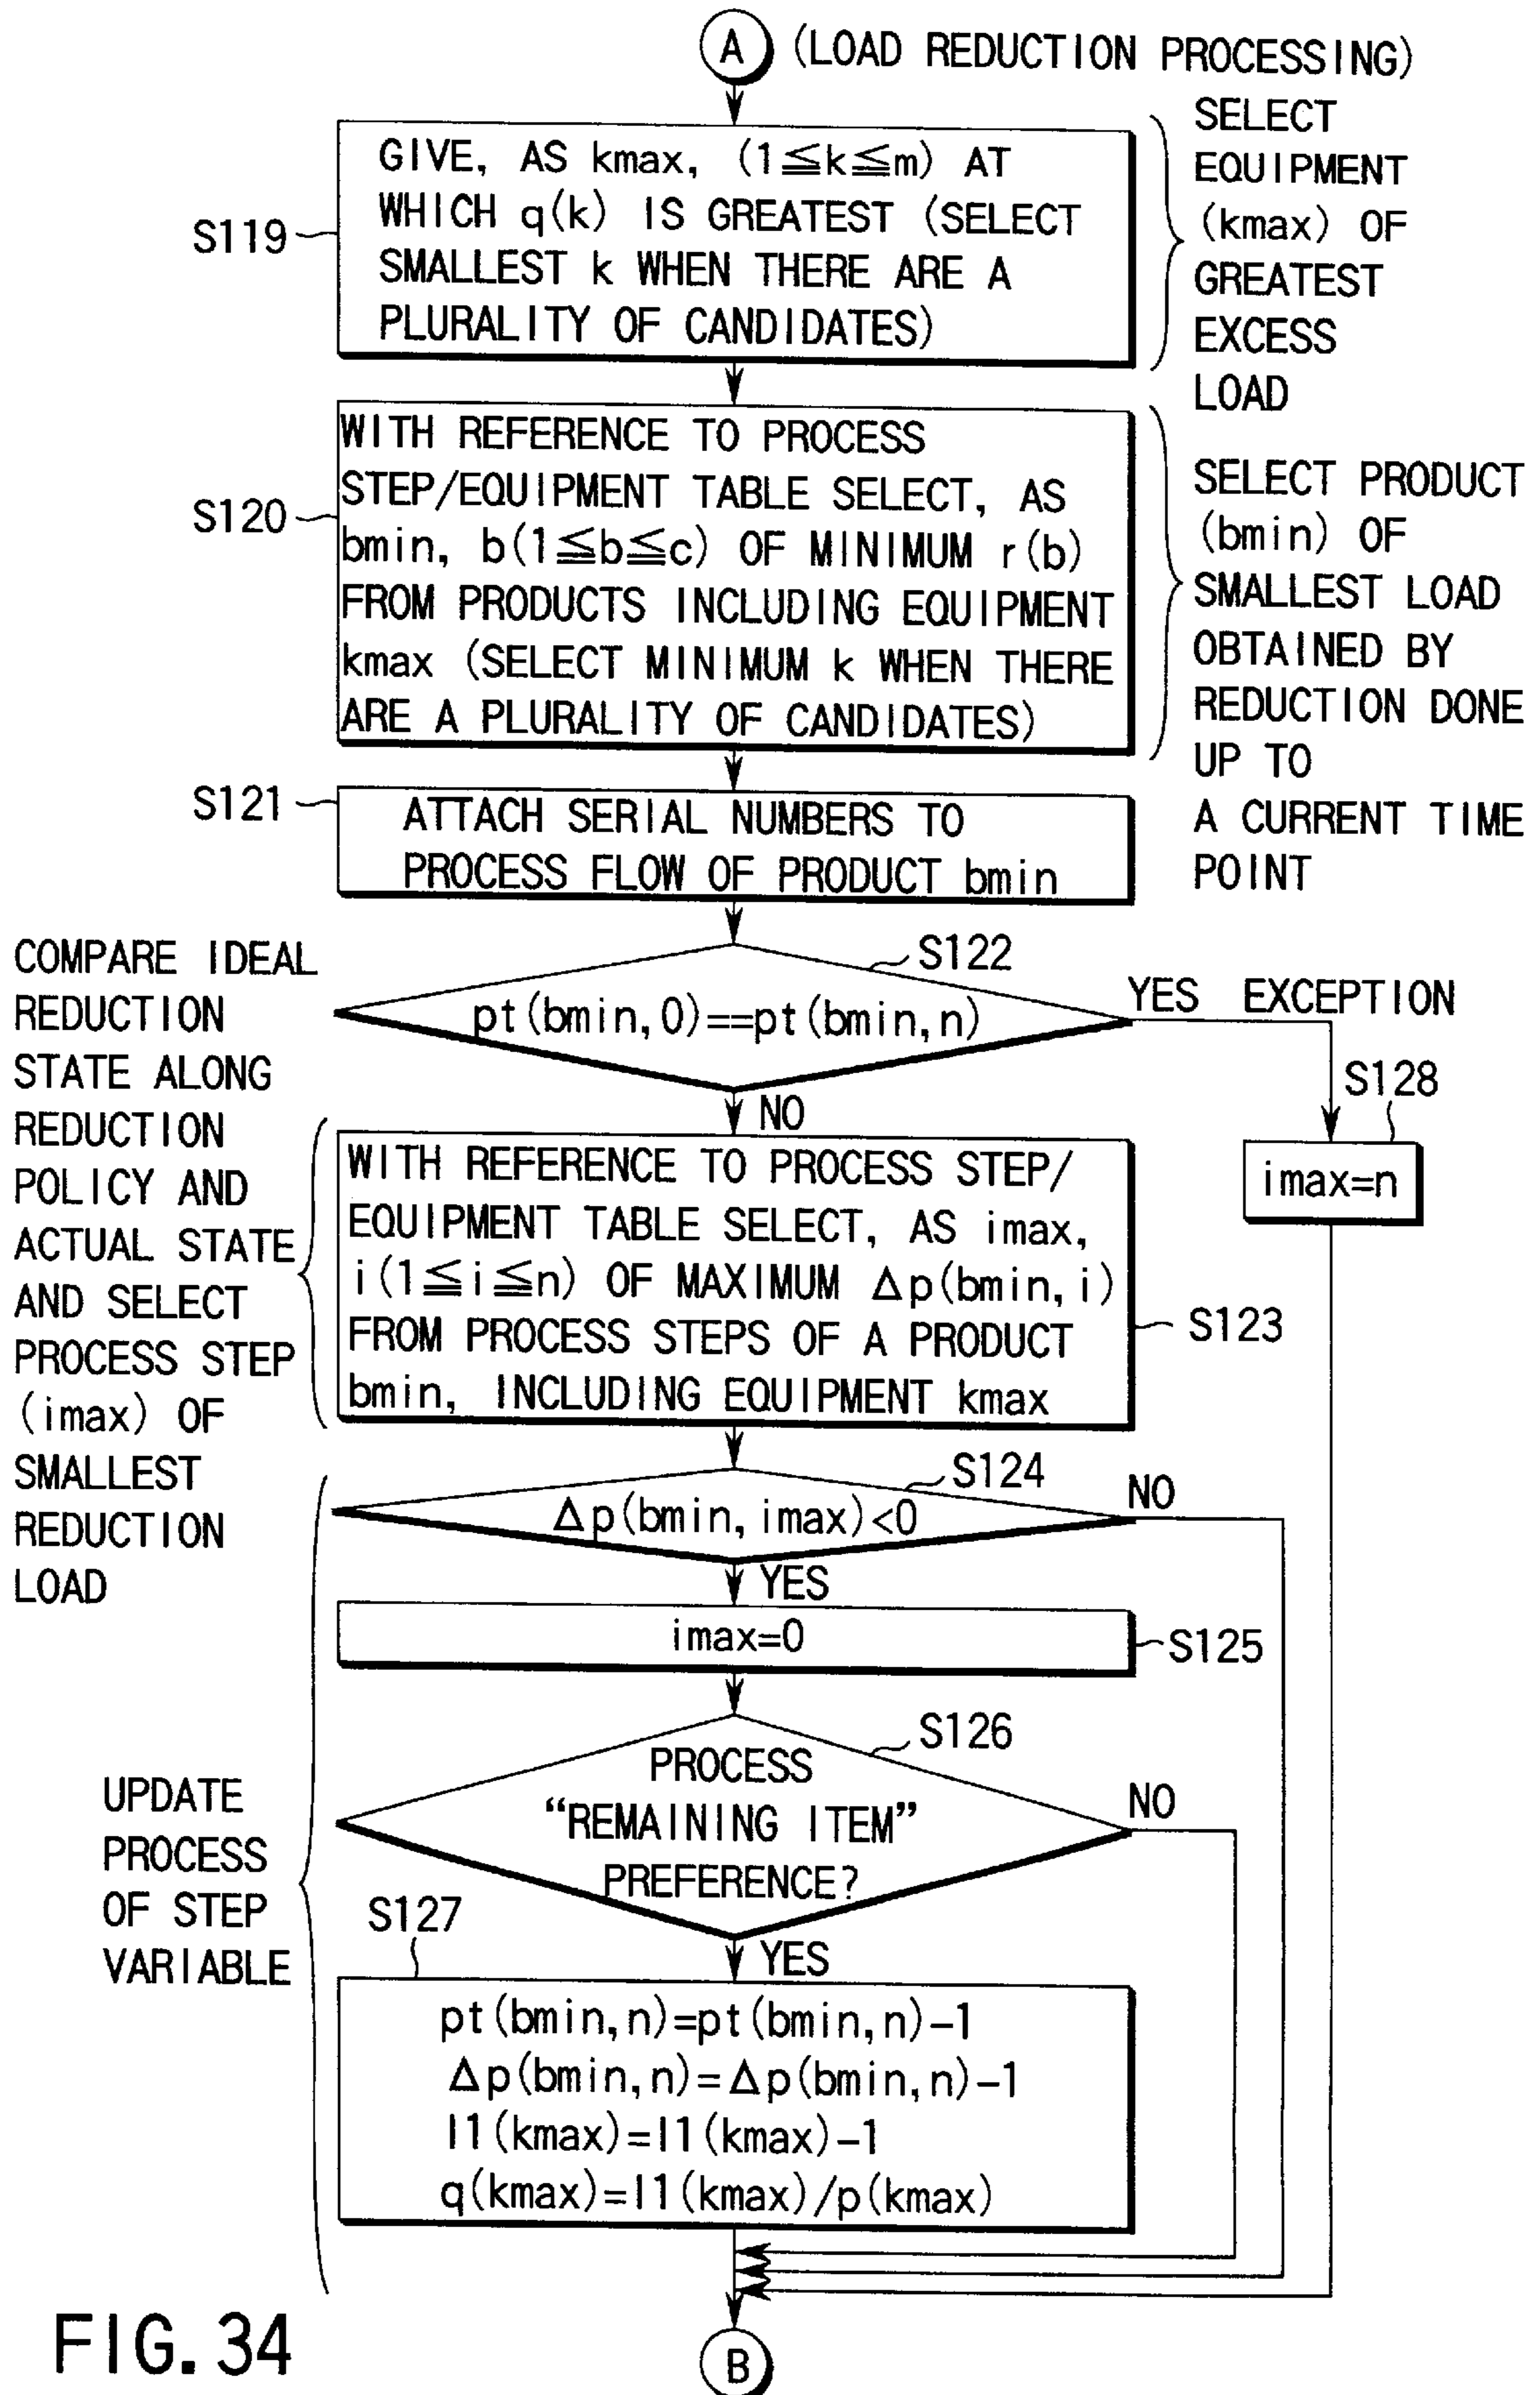 A (LOAD REDUCTION PROCESSING)
GIVE, AS kmax, (1≦k≦m) AT
WHICH q(k) IS GREATEST (SELECT
SMALLEST k WHEN THERE ARE A
PLURALITY OF CANDIDATES)
S119
SELECT
EQUIPMENT
(kmax) OF
GREATEST
EXCESS
LOAD
WITH REFERENCE TO PROCESS
STEP/EQUIPMENT TABLE SELECT, AS
bmin, b(1≦b≦c) OF MINIMUM r(b)
FROM PRODUCTS INCLUDING EQUIPMENT
kmax (SELECT MINIMUM k WHEN THERE
ARE A PLURALITY OF CANDIDATES)
S120
SELECT PRODUCT
(bmin) OF
SMALLEST LOAD
OBTAINED BY
REDUCTION DONE
UP TO
A CURRENT TIME
POINT
S121
ATTACH SERIAL NUMBERS TO
PROCESS FLOW OF PRODUCT bmin
S122
pt(bmin,0)==pt(bmin,n)
YES EXCEPTION
NO
S128
imax=n
COMPARE IDEAL
REDUCTION
STATE ALONG
REDUCTION
POLICY AND
ACTUAL STATE
AND SELECT
PROCESS STEP
(imax) OF
SMALLEST
REDUCTION
LOAD
WITH REFERENCE TO PROCESS STEP/
EQUIPMENT TABLE SELECT, AS imax,
i(1≦i≦n) OF MAXIMUM Δp(bmin,i)
FROM PROCESS STEPS OF A PRODUCT
bmin, INCLUDING EQUIPMENT kmax
S123
S124
Δp(bmin,imax)<0
NO
YES
imax=0
S125
S126
PROCESS
“REMAINING ITEM”
PREFERENCE?
NO
YES
UPDATE
PROCESS
OF STEP
VARIABLE
S127
pt(bmin,n)=pt(bmin,n)-1
Δp(bmin,n)=Δp(bmin,n)-1
l1(kmax)=l1(kmax)-1
q(kmax)=l1(kmax)/p(kmax)
B
FIG. 34